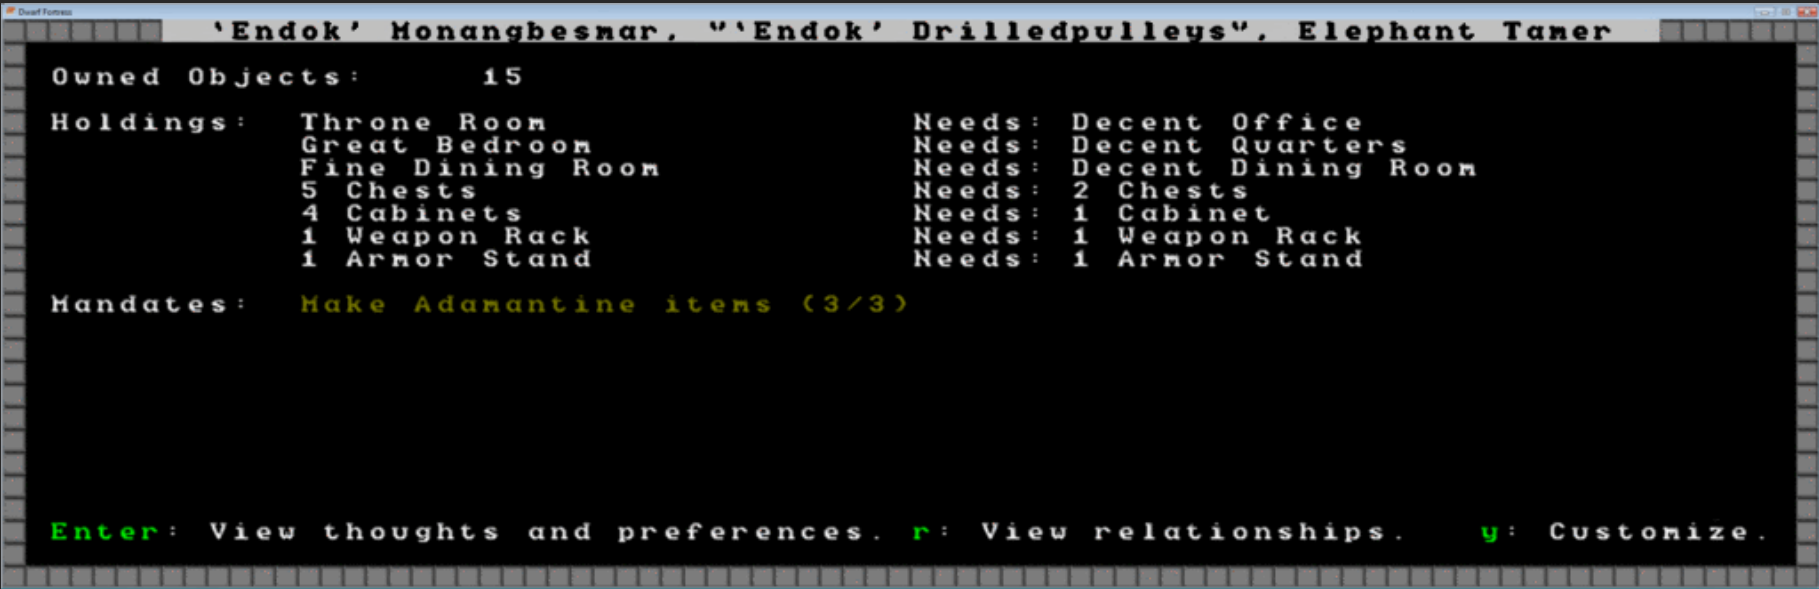 Dwarf Fortress
`Endok' Monangbesmar, "`Endok' Drilledpulleys", Elephant Tamer
Owned Objects: 15
Holdings: Throne Room Needs: Decent Office
Great Bedroom Needs: Decent Quarters
Fine Dining Room Needs: Decent Dining Room
5 Chests Needs: 2 Chests
4 Cabinets Needs: 1 Cabinet
1 Weapon Rack Needs: 1 Weapon Rack
1 Armor Stand Needs: 1 Armor Stand
Mandates: Make Adamantine items (3/3)
Enter: View thoughts and preferences. r: View relationships. y: Customize.